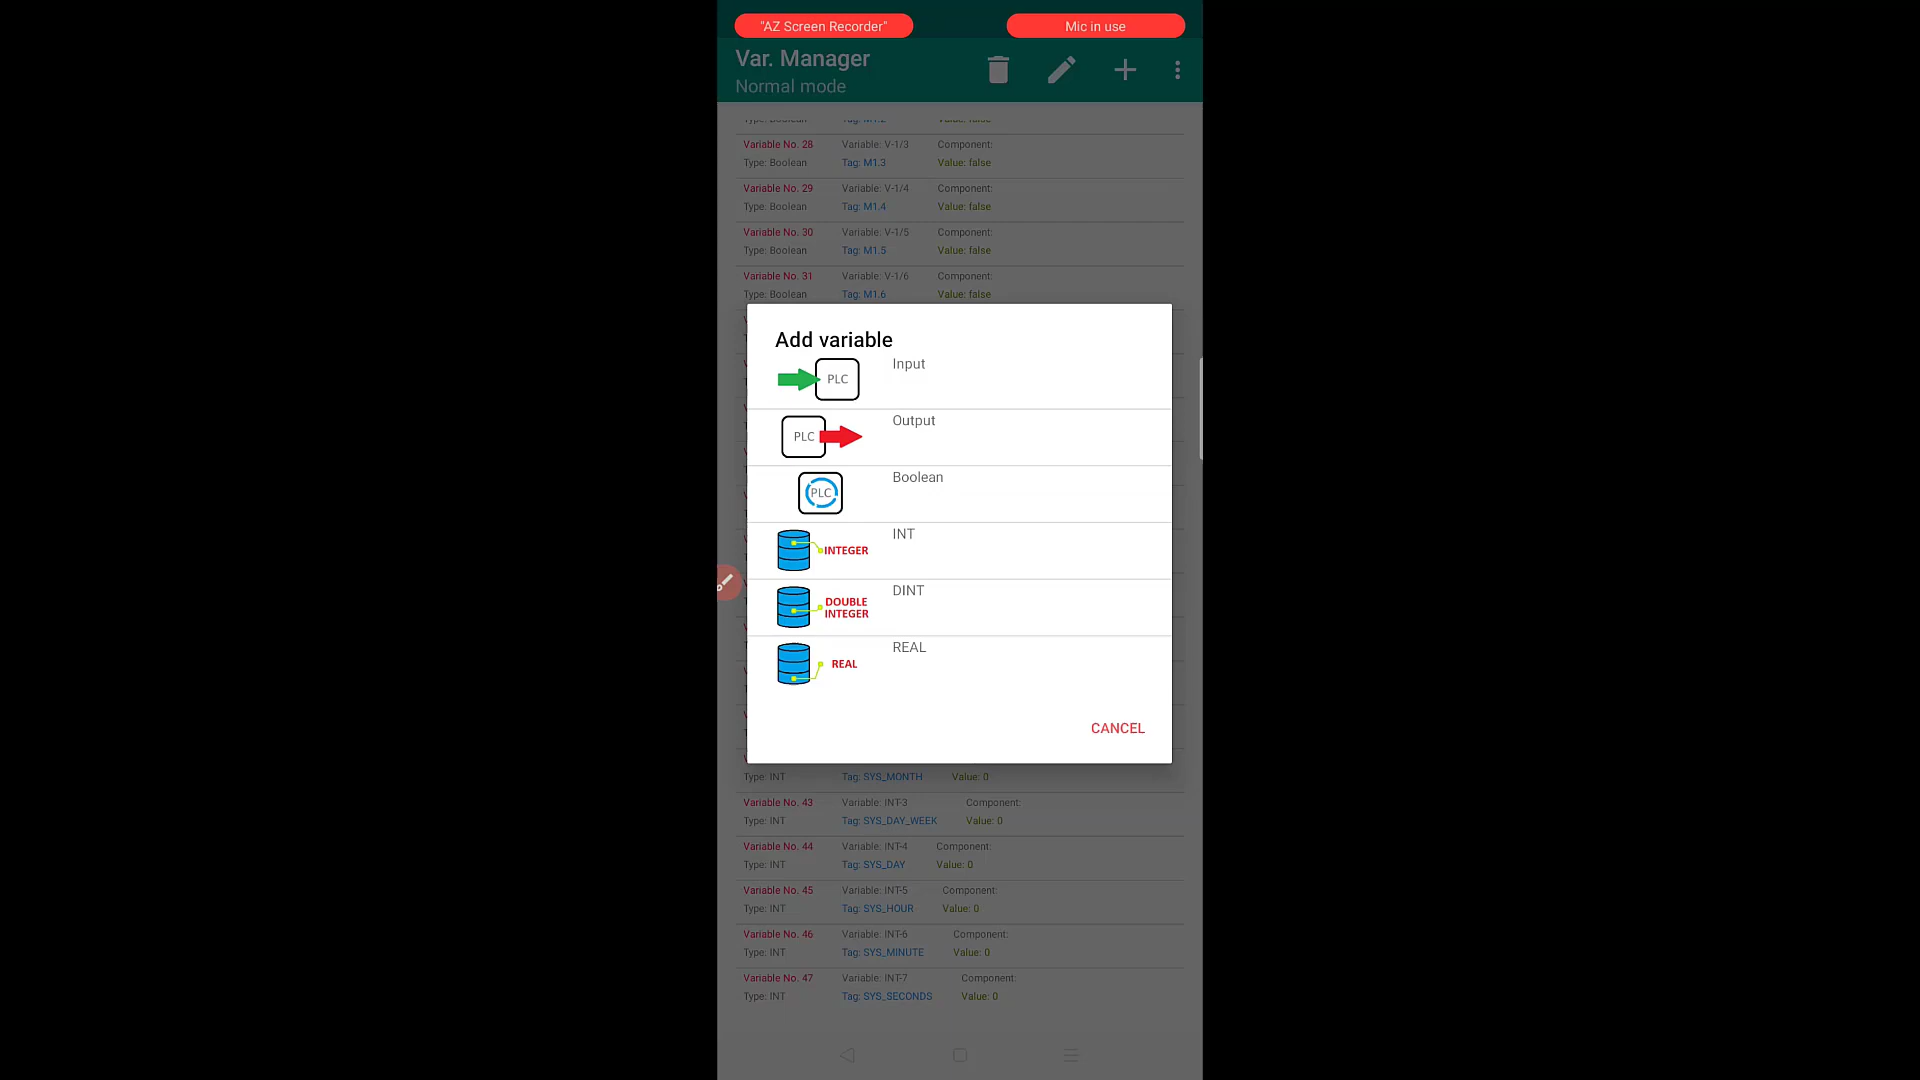 "AZ Screen Recorder"
Mic in use
Var. Manager
Normal mode
Type: Boolean Tag: M1.2 Value: false
Variable No. 28 Variable: V-1/3 Component:
Type: Boolean Tag: M1.3 Value: false
Variable No. 29 Variable: V-1/4 Component:
Type: Boolean Tag: M1.4 Value: false
Variable No. 30 Variable: V-1/5 Component:
Type: Boolean Tag: M1.5 Value: false
Variable No. 31 Variable: V-1/6 Component:
Type: Boolean Tag: M1.6 Value: false
Add variable
PLC Input
PLC Output
PLC Boolean
INTEGER INT
DOUBLE INTEGER DINT
REAL REAL
CANCEL
Type: INT Tag: SYS_MONTH Value: 0
Variable No. 43 Variable: INT-3 Component:
Type: INT Tag: SYS_DAY_WEEK Value: 0
Variable No. 44 Variable: INT-4 Component:
Type: INT Tag: SYS_DAY Value: 0
Variable No. 45 Variable: INT-5 Component:
Type: INT Tag: SYS_HOUR Value: 0
Variable No. 46 Variable: INT-6 Component:
Type: INT Tag: SYS_MINUTE Value: 0
Variable No. 47 Variable: INT-7 Component:
Type: INT Tag: SYS_SECONDS Value: 0